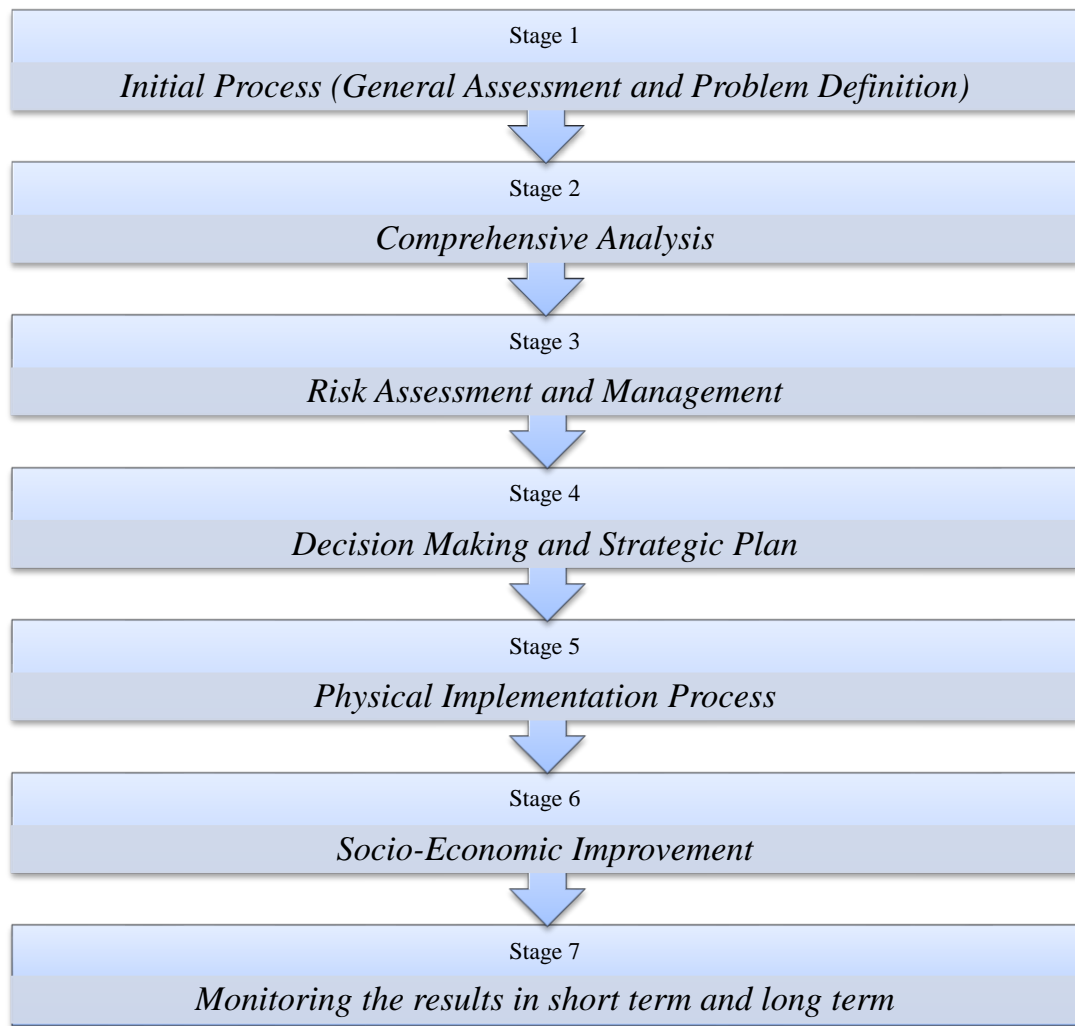 Stage 1
Initial Process (General Assessment and Problem Definition)
Stage 2
Comprehensive Analysis
Stage 3
Risk Assessment and Management
Stage 4
Decision Making and Strategic Plan
Stage 5
Physical Implementation Process
Stage 6
Socio-Economic Improvement
Stage 7
Monitoring the results in short term and long term